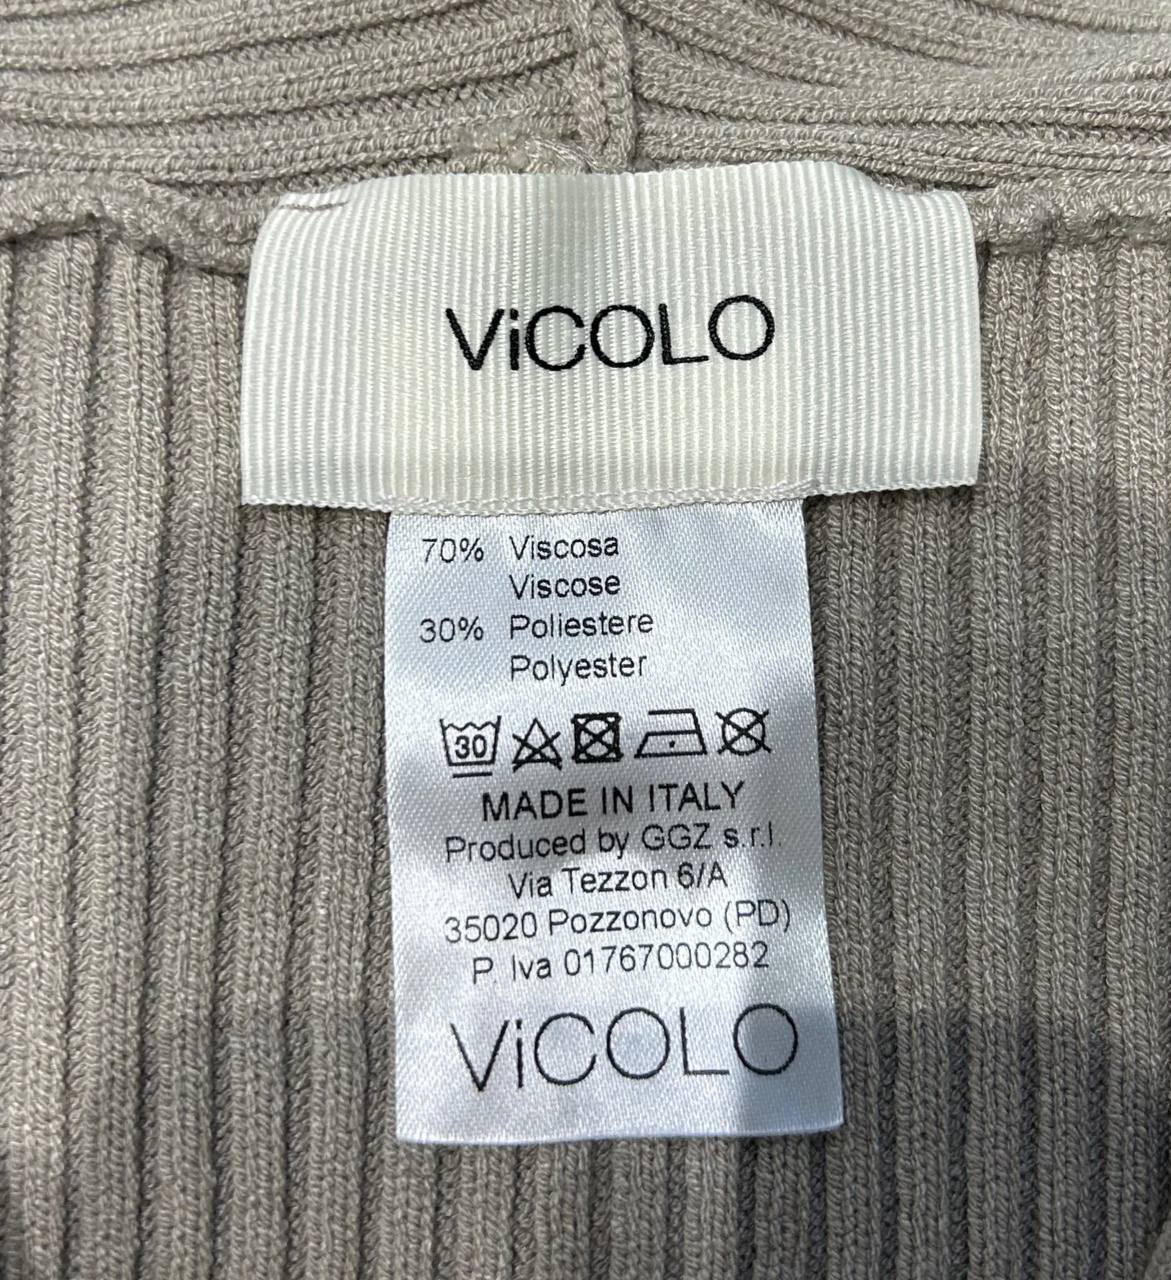 ViCOLO
70% Viscosa
Viscose
30% Poliestere
Polyester
30
MADE IN ITALY
Produced by GGZ s.r.l.
Via Tezzon 6/A
35020 Pozzonovo (PD)
P. Iva 01767000282
ViCOLO